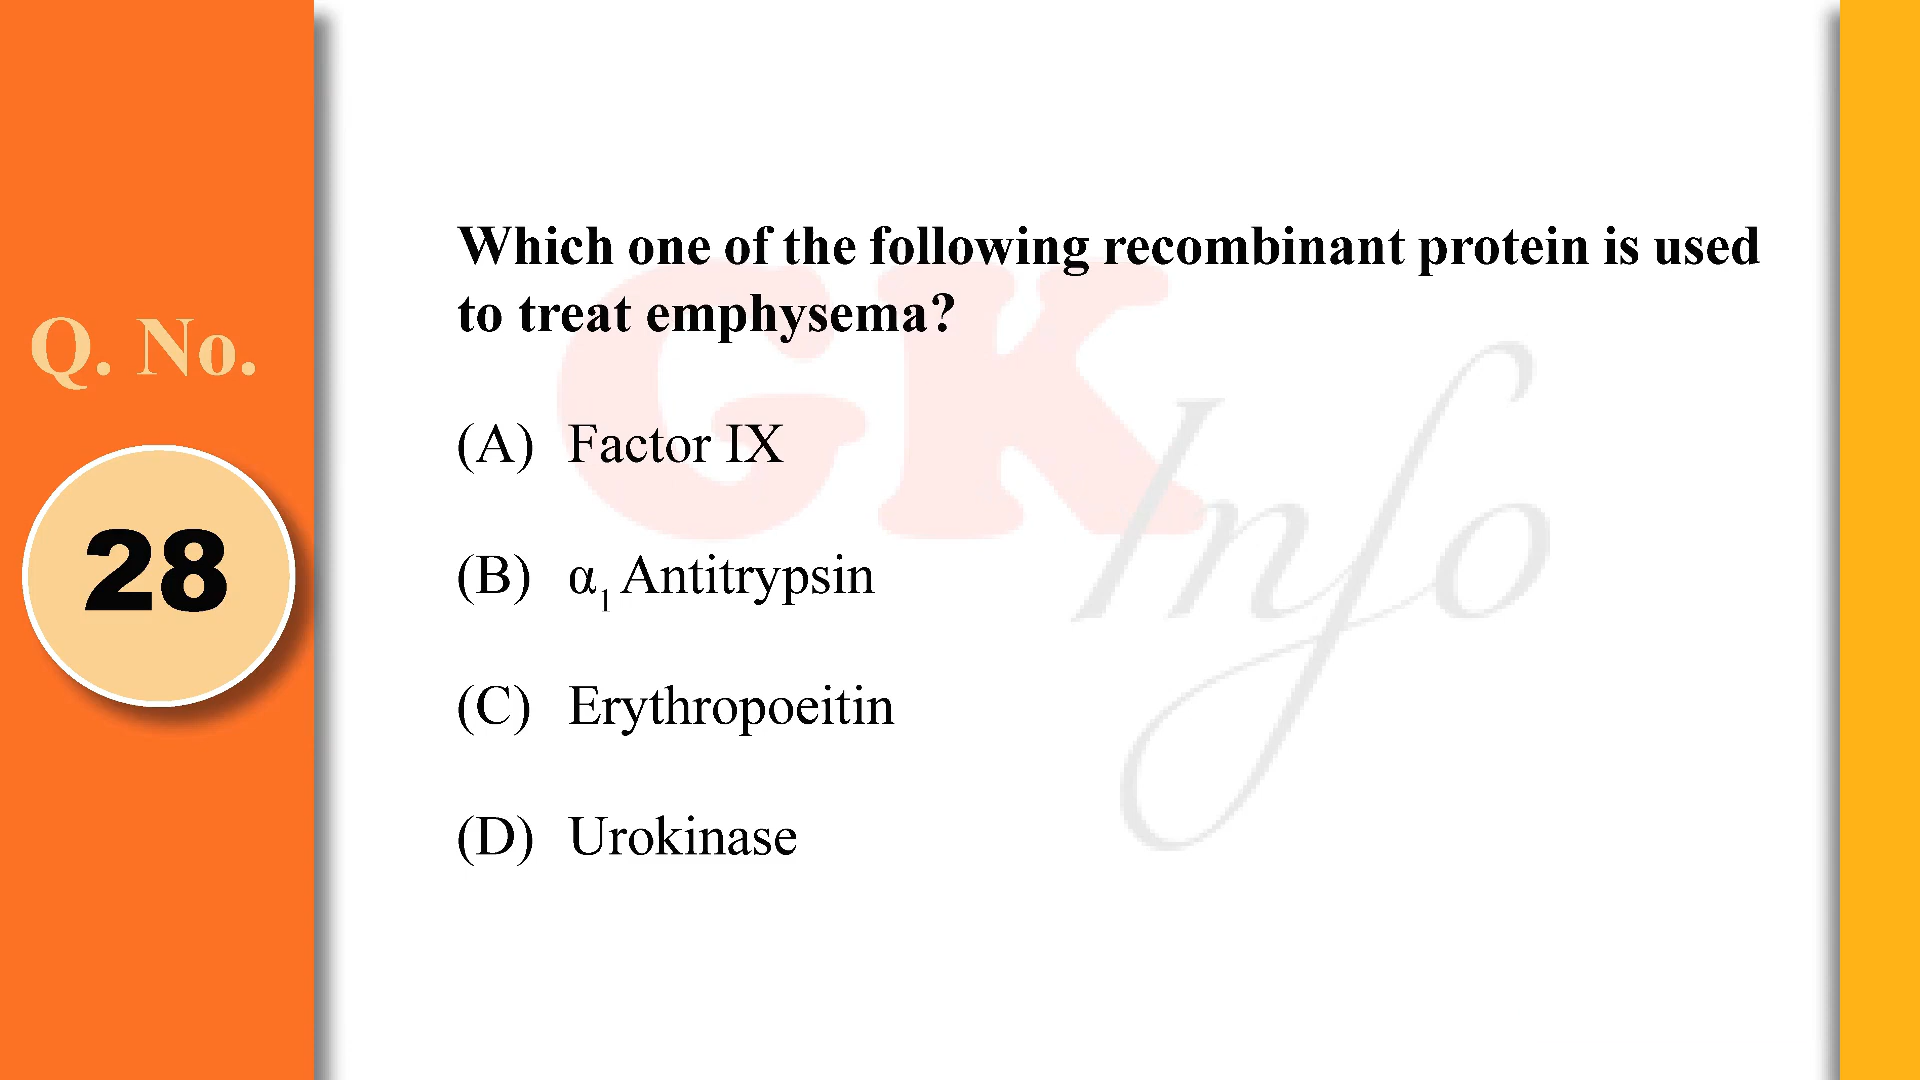 Q. No.
28
Which one of the following recombinant protein is used
to treat emphysema?
(A) Factor IX
(B) α₁ Antitrypsin
(C) Erythropoeitin
(D) Urokinase
GK
Info